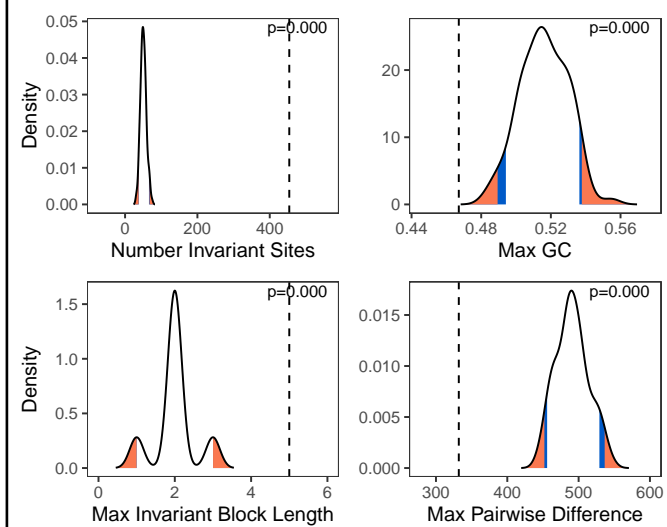 p=0.000
Density
0.05
0.04
0.03
0.02
0.01
0.00
0 200 400
Number Invariant Sites
p=0.000
20
10
0
0.44 0.48 0.52 0.56
Max GC
p=0.000
Density
1.5
1.0
0.5
0.0
0 2 4 6
Max Invariant Block Length
p=0.000
0.015
0.010
0.005
0.000
300 400 500 600
Max Pairwise Difference